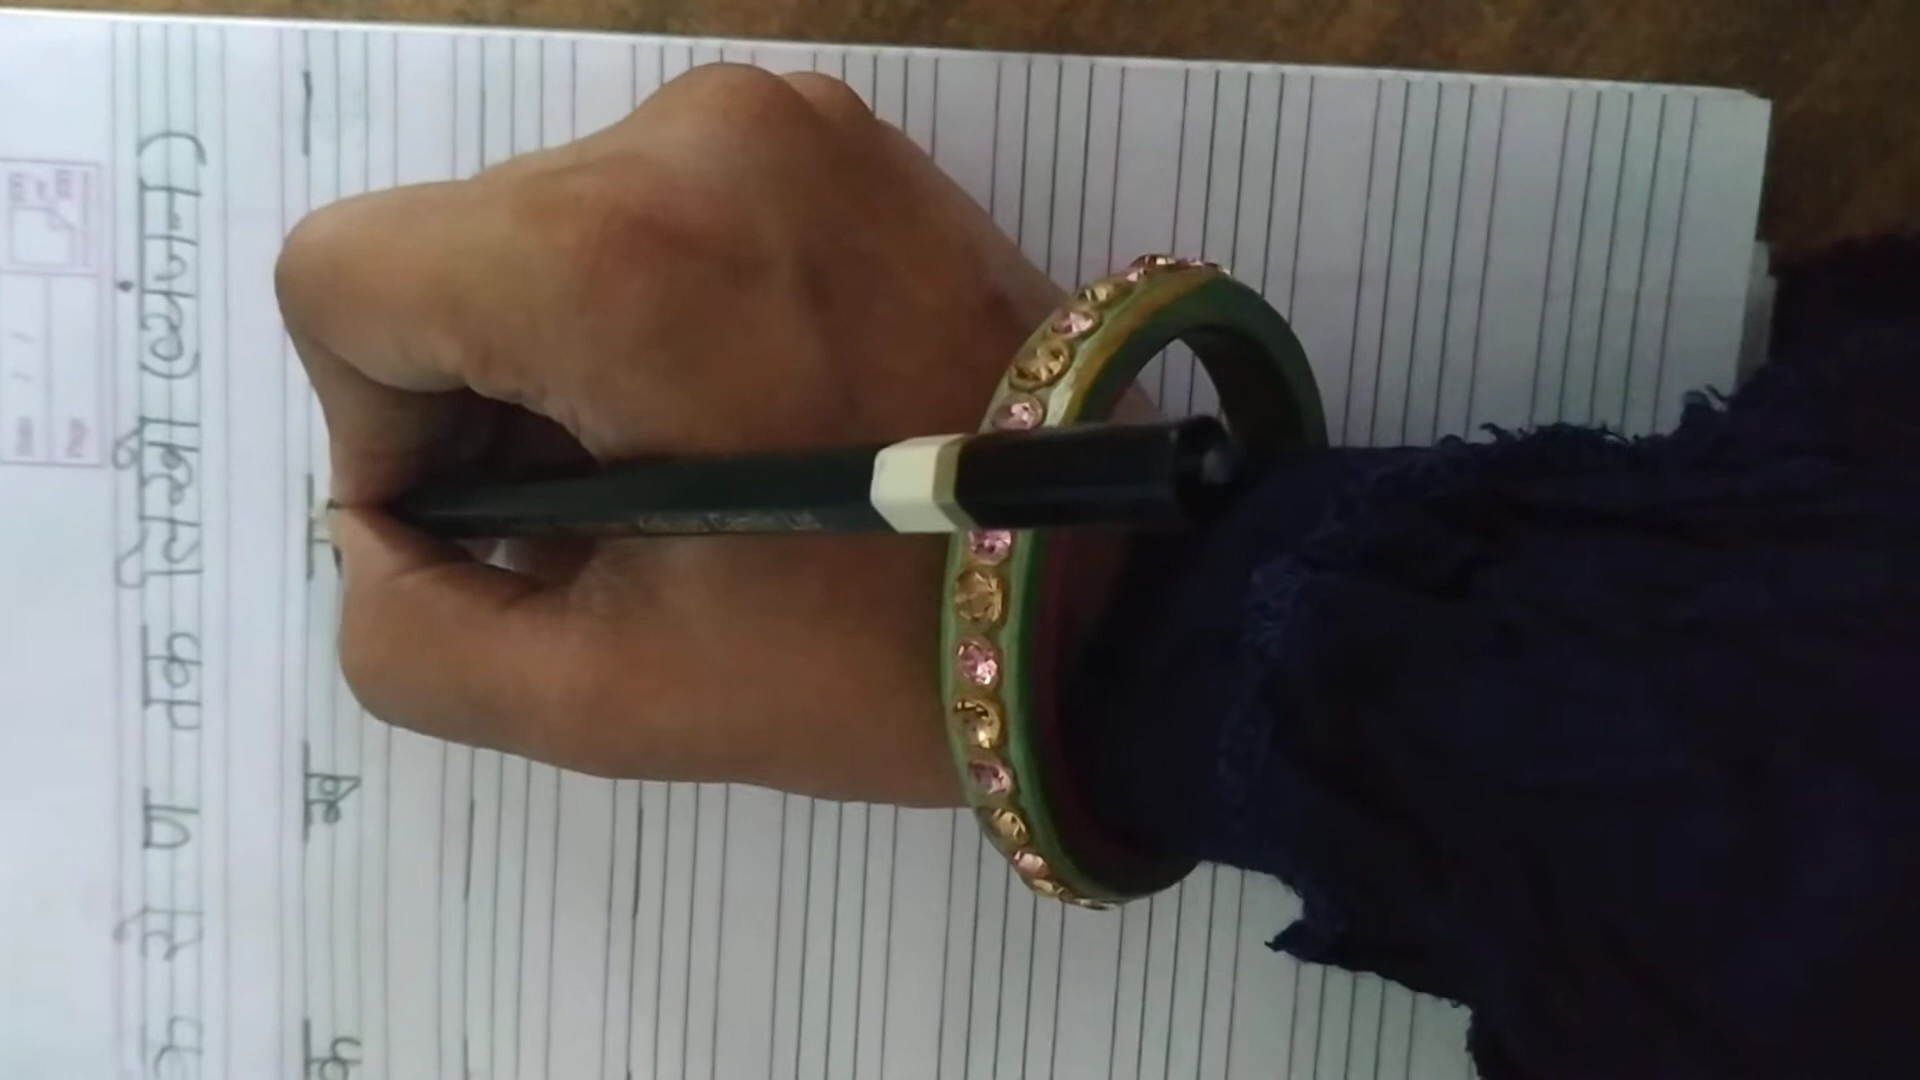 क से ण तक लिखो (व्यंजन)
क ख